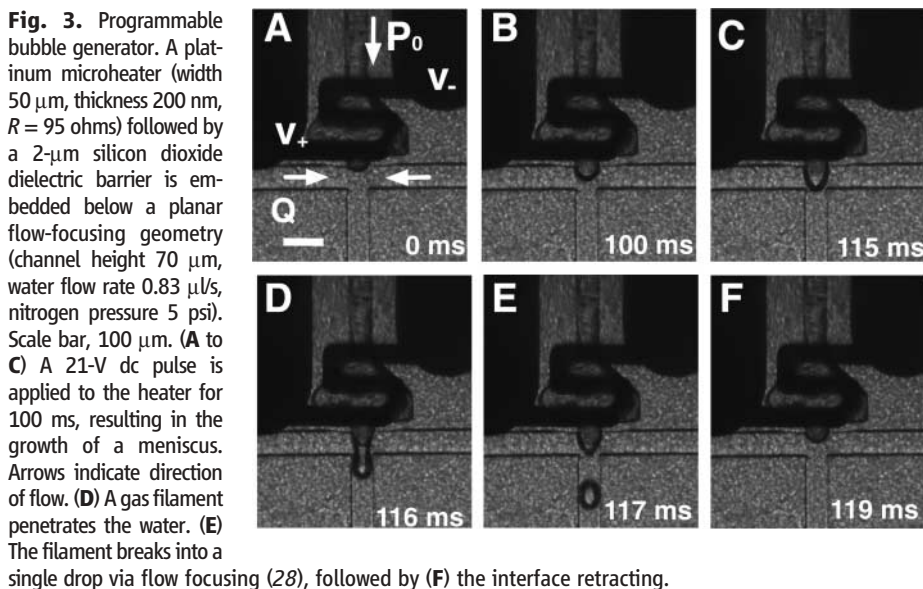 Fig. 3. Programmable
bubble generator. A plat-
inum microheater (width
50 μm, thickness 200 nm,
R = 95 ohms) followed by
a 2-μm silicon dioxide
dielectric barrier is em-
bedded below a planar
flow-focusing geometry
(channel height 70 μm,
water flow rate 0.83 μl/s,
nitrogen pressure 5 psi).
Scale bar, 100 μm. (A to
C) A 21-V dc pulse is
applied to the heater for
100 ms, resulting in the
growth of a meniscus.
Arrows indicate direction
of flow. (D) A gas filament
penetrates the water. (E)
The filament breaks into a
single drop via flow focusing (28), followed by (F) the interface retracting.
A
P0
V-
V+
Q
0 ms
B
100 ms
C
115 ms
D
116 ms
E
117 ms
F
119 ms